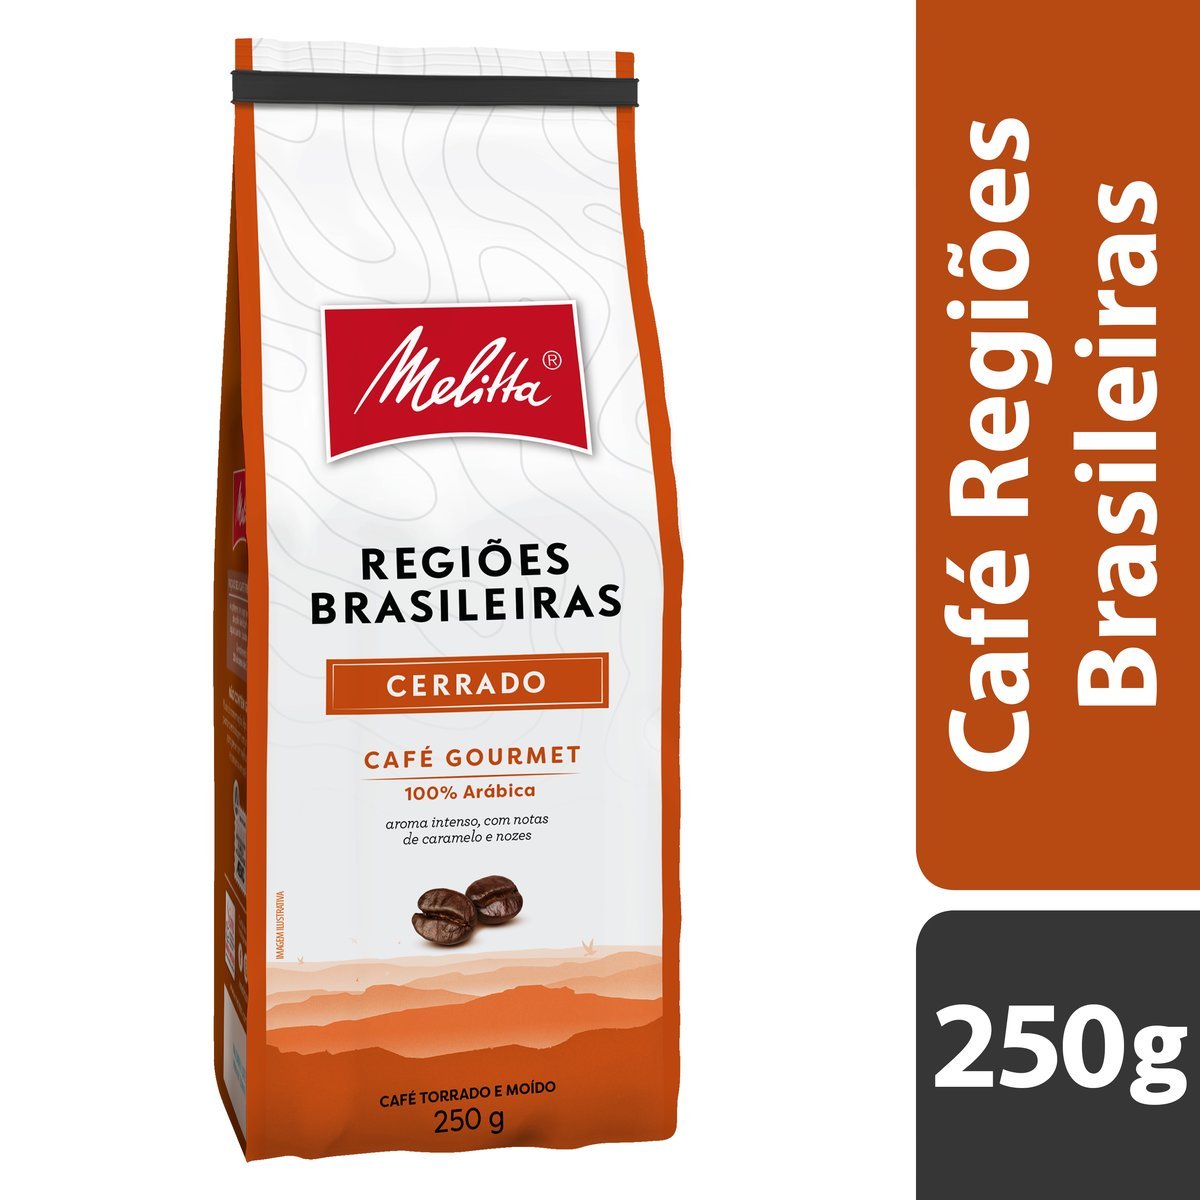 Melitta®
REGIÕES
BRASILEIRAS
CERRADO
CAFÉ GOURMET
100% Arábica
aroma intenso, com notas
de caramelo e nozes
IMAGEM ILUSTRATIVA
CAFÉ TORRADO E MOÍDO
250 g
Café Regiões
Brasileiras
250g